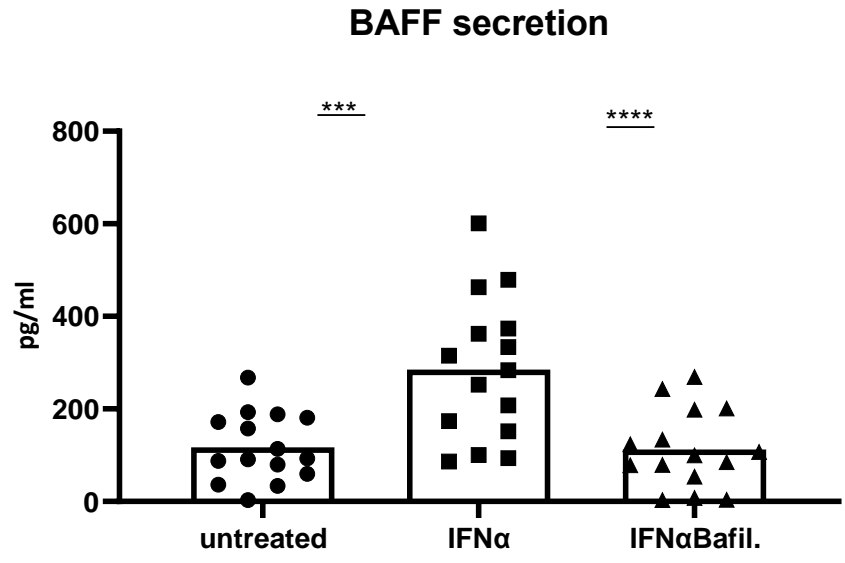 BAFF secretion
*** ****
800
600
400
200
0
pg/ml
untreated IFNα IFNαBafil.